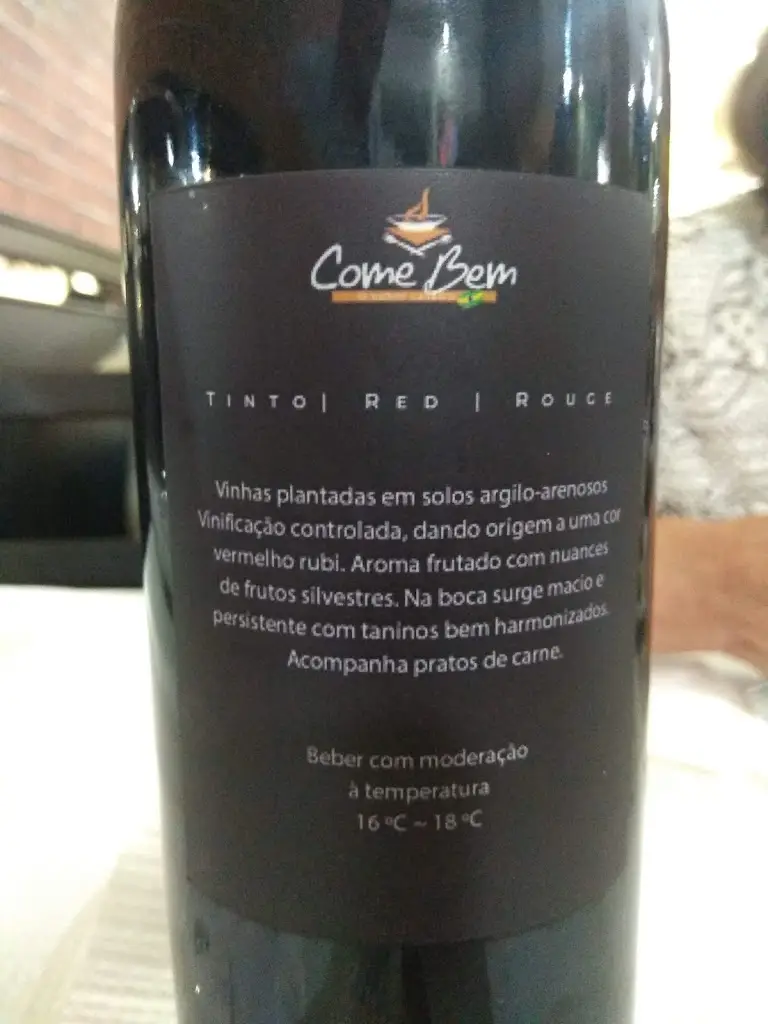 Come Bem
TINTO| RED | ROUGE
Vinhas plantadas em solos argilo-arenosos
Vinificação controlada, dando origem a uma cor
vermelho rubi. Aroma frutado com nuances
de frutos silvestres. Na boca surge macio e
persistente com taninos bem harmonizados.
Acompanha pratos de carne.
Beber com moderação
à temperatura
16 ºC ~ 18 ºC